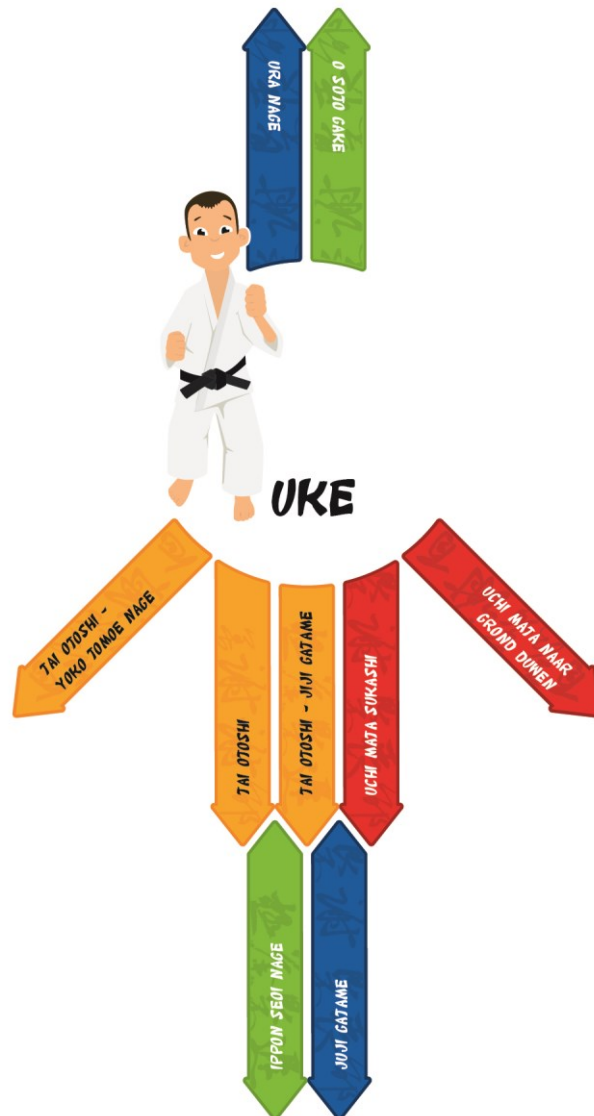 URA NAGE
O SOTO GAKE
UKE
TAI OTOSHI -
YOKO TOMOE NAGE
TAI OTOSHI
TAI OTOSHI - JIJI GATAME
UCHI MATA SUKASHI
UCHI MATA NAAR
GROND DUWEN
IPPON SEOI NAGE
JUJI GATAME